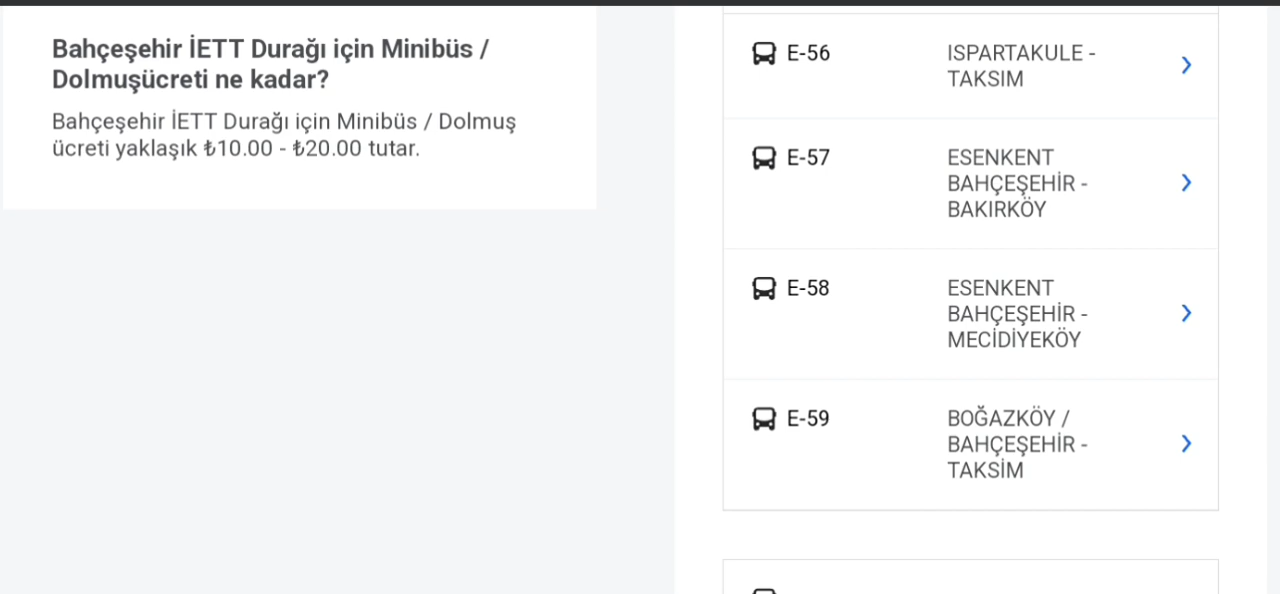 Bahçeşehir İETT Durağı için Minibüs /
Dolmuşücreti ne kadar?
Bahçeşehir İETT Durağı için Minibüs / Dolmuş
ücreti yaklaşık ₺10.00 - ₺20.00 tutar.
E-56
ISPARTAKULE -
TAKSIM
E-57
ESENKENT
BAHÇEŞEHİR -
BAKIRKÖY
E-58
ESENKENT
BAHÇEŞEHİR -
MECİDİYEKÖY
E-59
BOĞAZKÖY /
BAHÇEŞEHİR -
TAKSİM